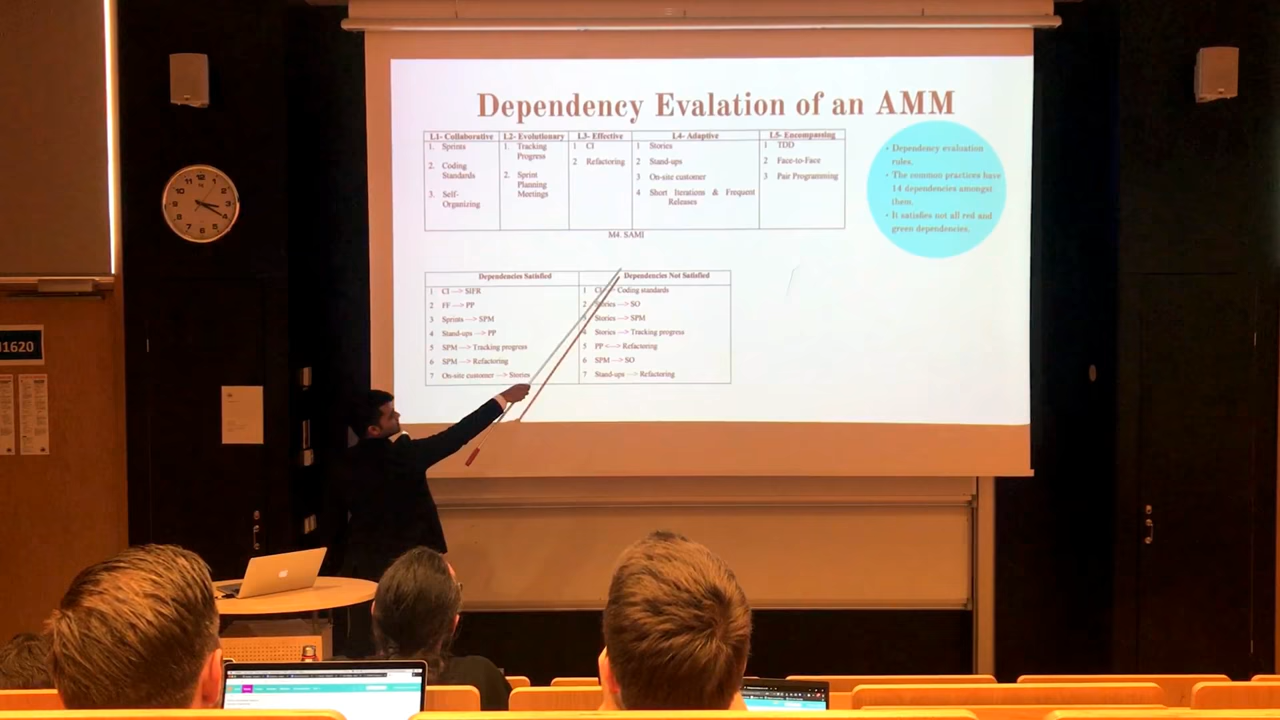 Dependency Evalation of an AMM
L1- Collaborative L2- Evolutionary L3- Effective L4- Adaptive L5- Encompassing
1. Sprints
2. Coding
Standards
3. Self-
Organizing
1. Tracking
Progress
2. Sprint
Planning
Meetings
1 CI
2 Refactoring
1 Stories
2 Stand-ups
3 On-site customer
4 Short Iterations & Frequent
Releases
1 TDD
2 Face-to-Face
3 Pair Programming
M4. SAMI
• Dependency evaluation
rules.
• The common practices have
14 dependencies amongst
them.
• It satisfies not all red and
green dependencies.
Dependencies Satisfied
1 CI ---> SIFR
2 FF ---> PP
3 Sprints ---> SPM
4 Stand-ups ---> PP
5 SPM ---> Tracking progress
6 SPM ---> Refactoring
7 On-site customer ---> Stories
Dependencies Not Satisfied
1 CI ---> Coding standards
2 Stories ---> SO
3 Stories ---> SPM
4 Stories ---> Tracking progress
5 PP <---> Refactoring
6 SPM ---> SO
7 Stand-ups ---> Refactoring
1620
12